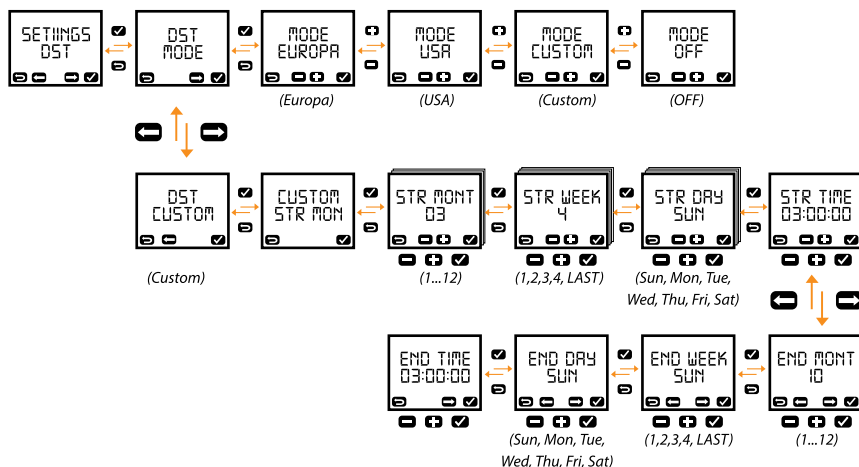 SETIINGS
DST
DST
MODE
MODE
EUROPA
MODE
USA
MODE
CUSTOM
MODE
OFF
(Europa)
(USA)
(Custom)
(OFF)
DST
CUSTOM
CUSTOM
STR MON
STR MONT
03
STR WEEK
4
STR DAY
SUN
STR TIME
03:00:00
(Custom)
(1...12)
(1,2,3,4, LAST)
(Sun, Mon, Tue,
Wed, Thu, Fri, Sat)
END TIME
03:00:00
END DAY
SUN
END WEEK
SUN
END MONT
10
(Sun, Mon, Tue,
Wed, Thu, Fri, Sat)
(1,2,3,4, LAST)
(1...12)